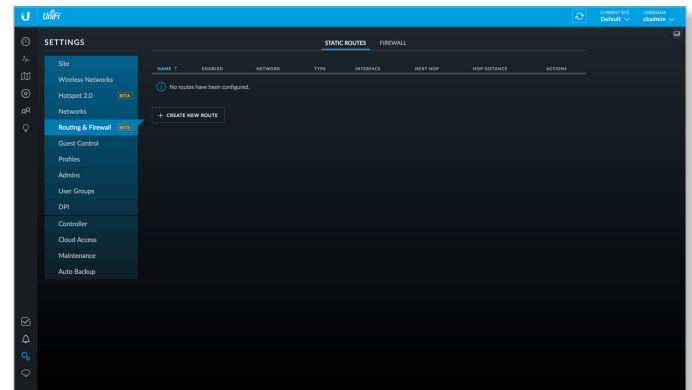 UniFi
CURRENT SITE
Default
USERNAME
ckadmin
SETTINGS
STATIC ROUTES
FIREWALL
Site
Wireless Networks
Hotspot 2.0 BETA
Networks
Routing & Firewall BETA
Guest Control
Profiles
Admins
User Groups
DPI
Controller
Cloud Access
Maintenance
Auto Backup
NAME ↑ ENABLED NETWORK TYPE INTERFACE NEXT HOP HOP DISTANCE ACTIONS
No routes have been configured.
+ CREATE NEW ROUTE